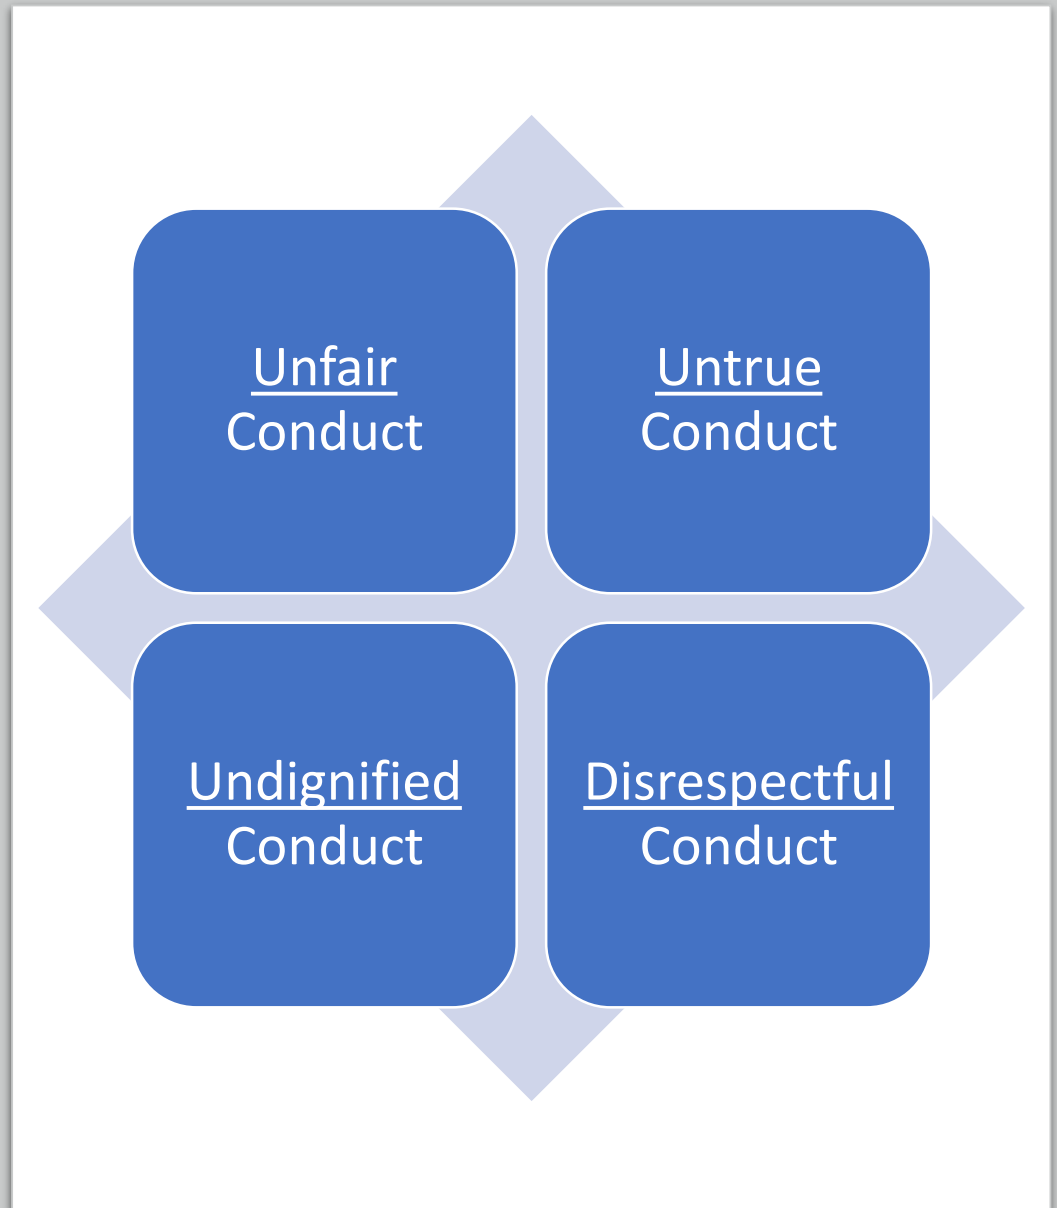 Unfair
Conduct
Untrue
Conduct
Undignified
Conduct
Disrespectful
Conduct